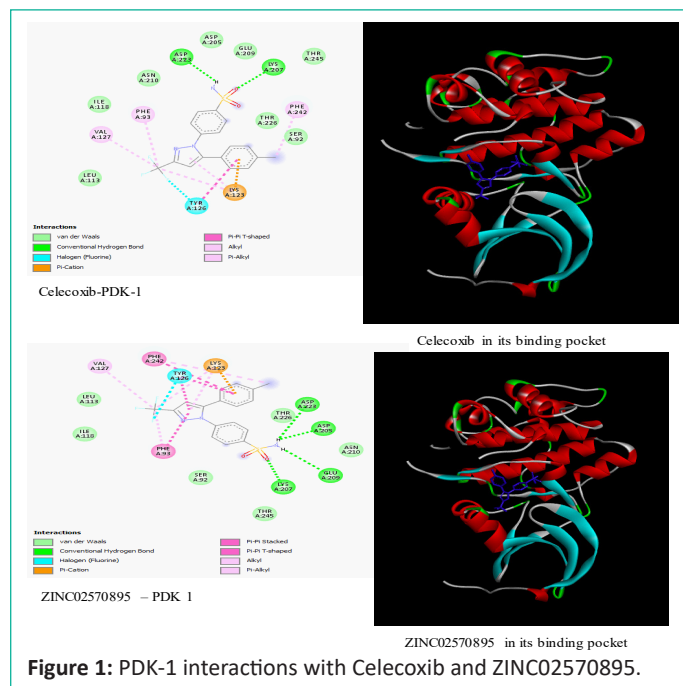 ASP
A:205
ASP
A:223
GLU
A:209
LYS
A:207
THR
A:245
ASN
A:210
ILE
A:118
PHE
A:93
PHE
A:242
THR
A:226
SER
A:92
VAL
A:127
LEU
A:113
LYS
A:123
TYR
A:126
Interactions
van der Waals
Conventional Hydrogen Bond
Halogen (Fluorine)
Pi-Cation
Pi-Pi T-shaped
Alkyl
Pi-Alkyl
Celecoxib-PDK-1
Celecoxib in its binding pocket
PHE
A:242
VAL
A:127
LYS
A:123
TYR
A:126
LEU
A:113
ASP
A:223
THR
A:226
ASP
A:205
ILE
A:118
ASN
A:210
PHE
A:93
GLU
A:209
SER
A:92
LYS
A:207
THR
A:245
Interactions
van der Waals
Conventional Hydrogen Bond
Halogen (Fluorine)
Pi-Cation
Pi-Pi Stacked
Pi-Pi T-shaped
Alkyl
Pi-Alkyl
ZINC02570895 – PDK 1
ZINC02570895 in its binding pocket
Figure 1: PDK-1 interactions with Celecoxib and ZINC02570895.